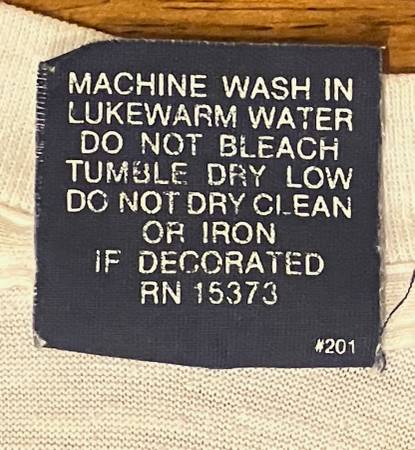 MACHINE WASH IN
LUKEWARM WATER
DO NOT BLEACH
TUMBLE DRY LOW
DO NOT DRY CLEAN
OR IRON
IF DECORATED
RN 15373
#201